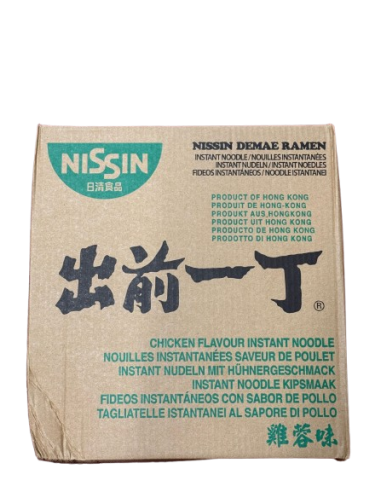 NISSIN
日清食品
NISSIN DEMAE RAMEN
INSTANT NOODLE / NOUILLES INSTANTANÉES
INSTANT NUDELN / INSTANT NOEDLES
FIDEOS INSTANTÁNEOS / NOODLE ISTANTANEI
PRODUCT OF HONG KONG
PRODUIT DE HONG-KONG
PRODUKT AUS HONGKONG
PRODUCT UIT HONG KONG
PRODUCTO DE HONG KONG
PRODOTTO DI HONG KONG
出前一丁®
CHICKEN FLAVOUR INSTANT NOODLE
NOUILLES INSTANTANÉES SAVEUR DE POULET
INSTANT NUDELN MIT HÜHNERGESCHMACK
INSTANT NOODLE KIPSMAAK
FIDEOS INSTANTÁNEOS CON SABOR DE POLLO
TAGLIATELLE ISTANTANEI AL SAPORE DI POLLO
雞蓉味